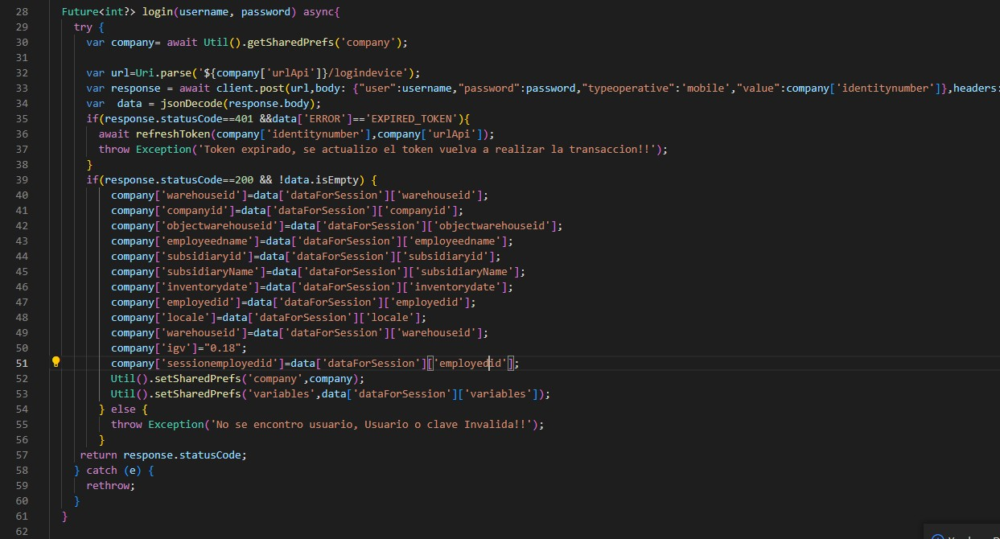 28 Future<int?> login(username, password) async{
29 try {
30 var company= await Util().getSharedPrefs('company');
31
32 var url=Uri.parse('${company['urlApi']}/logindevice');
33 var response = await client.post(url,body: {"user":username,"password":password,"typeoperative":'mobile',"value":company['identitynumber']},headers:
34 var  data = jsonDecode(response.body);
35 if(response.statusCode==401 &&data['ERROR']=='EXPIRED_TOKEN'){
36 await refreshToken(company['identitynumber'],company['urlApi']);
37 throw Exception('Token expirado, se actualizo el token vuelva a realizar la transaccion!!');
38 }
39 if(response.statusCode==200 && !data.isEmpty) {
40 company['warehouseid']=data['dataForSession']['warehouseid'];
41 company['companyid']=data['dataForSession']['companyid'];
42 company['objectwarehouseid']=data['dataForSession']['objectwarehouseid'];
43 company['employeedname']=data['dataForSession']['employeedname'];
44 company['subsidiaryid']=data['dataForSession']['subsidiaryid'];
45 company['subsidiaryName']=data['dataForSession']['subsidiaryName'];
46 company['inventorydate']=data['dataForSession']['inventorydate'];
47 company['employedid']=data['dataForSession']['employedid'];
48 company['locale']=data['dataForSession']['locale'];
49 company['warehouseid']=data['dataForSession']['warehouseid'];
50 company['igv']="0.18";
51 company['sessionemployedid']=data['dataForSession']['employedid'];
52 Util().setSharedPrefs('company',company);
53 Util().setSharedPrefs('variables',data['dataForSession']['variables']);
54 } else {
55 throw Exception('No se encontro usuario, Usuario o clave Invalida!!');
56 }
57 return response.statusCode;
58 } catch (e) {
59 rethrow;
60 }
61 }
62